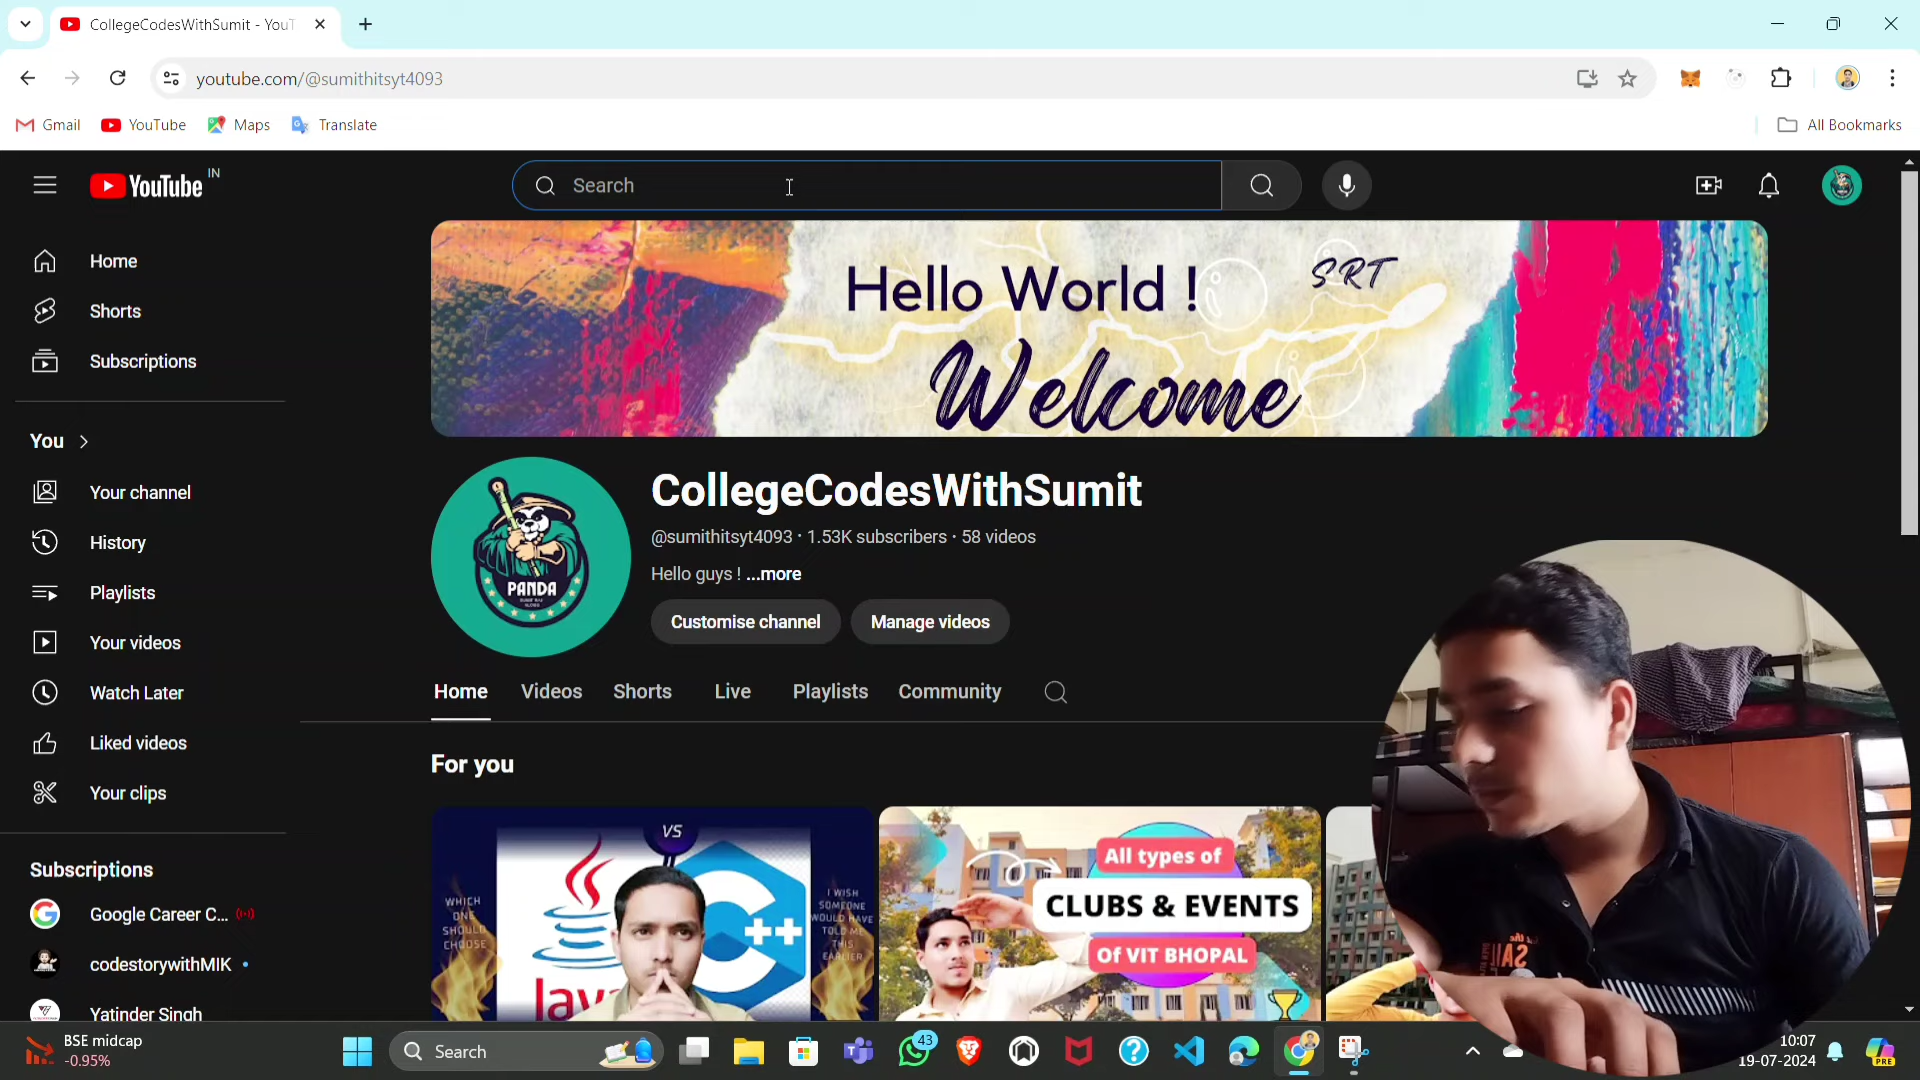 CollegeCodesWithSumit - YouT
youtube.com/@sumithitsyt4093
Gmail
YouTube
Maps
Translate
All Bookmarks
YouTube IN
Search
Home
Shorts
Subscriptions
You
Your channel
History
Playlists
Your videos
Watch Later
Liked videos
Your clips
Subscriptions
Google Career C...
codestorywithMIK
Yatinder Singh
Hello World !
SRT
Welcome
PANDA
CollegeCodesWithSumit
@sumithitsyt4093 · 1.53K subscribers · 58 videos
Hello guys ! ...more
Customise channel
Manage videos
Home
Videos
Shorts
Live
Playlists
Community
For you
VS
WHICH
ONE
SHOULD
CHOOSE
I WISH
SOMEONE
WOULD HAVE
TOLD ME
THIS
EARLIER
Java
C++
All types of
CLUBS & EVENTS
of VIT BHOPAL
BSE midcap
-0.95%
Search
43
10:07
19-07-2024
PRE